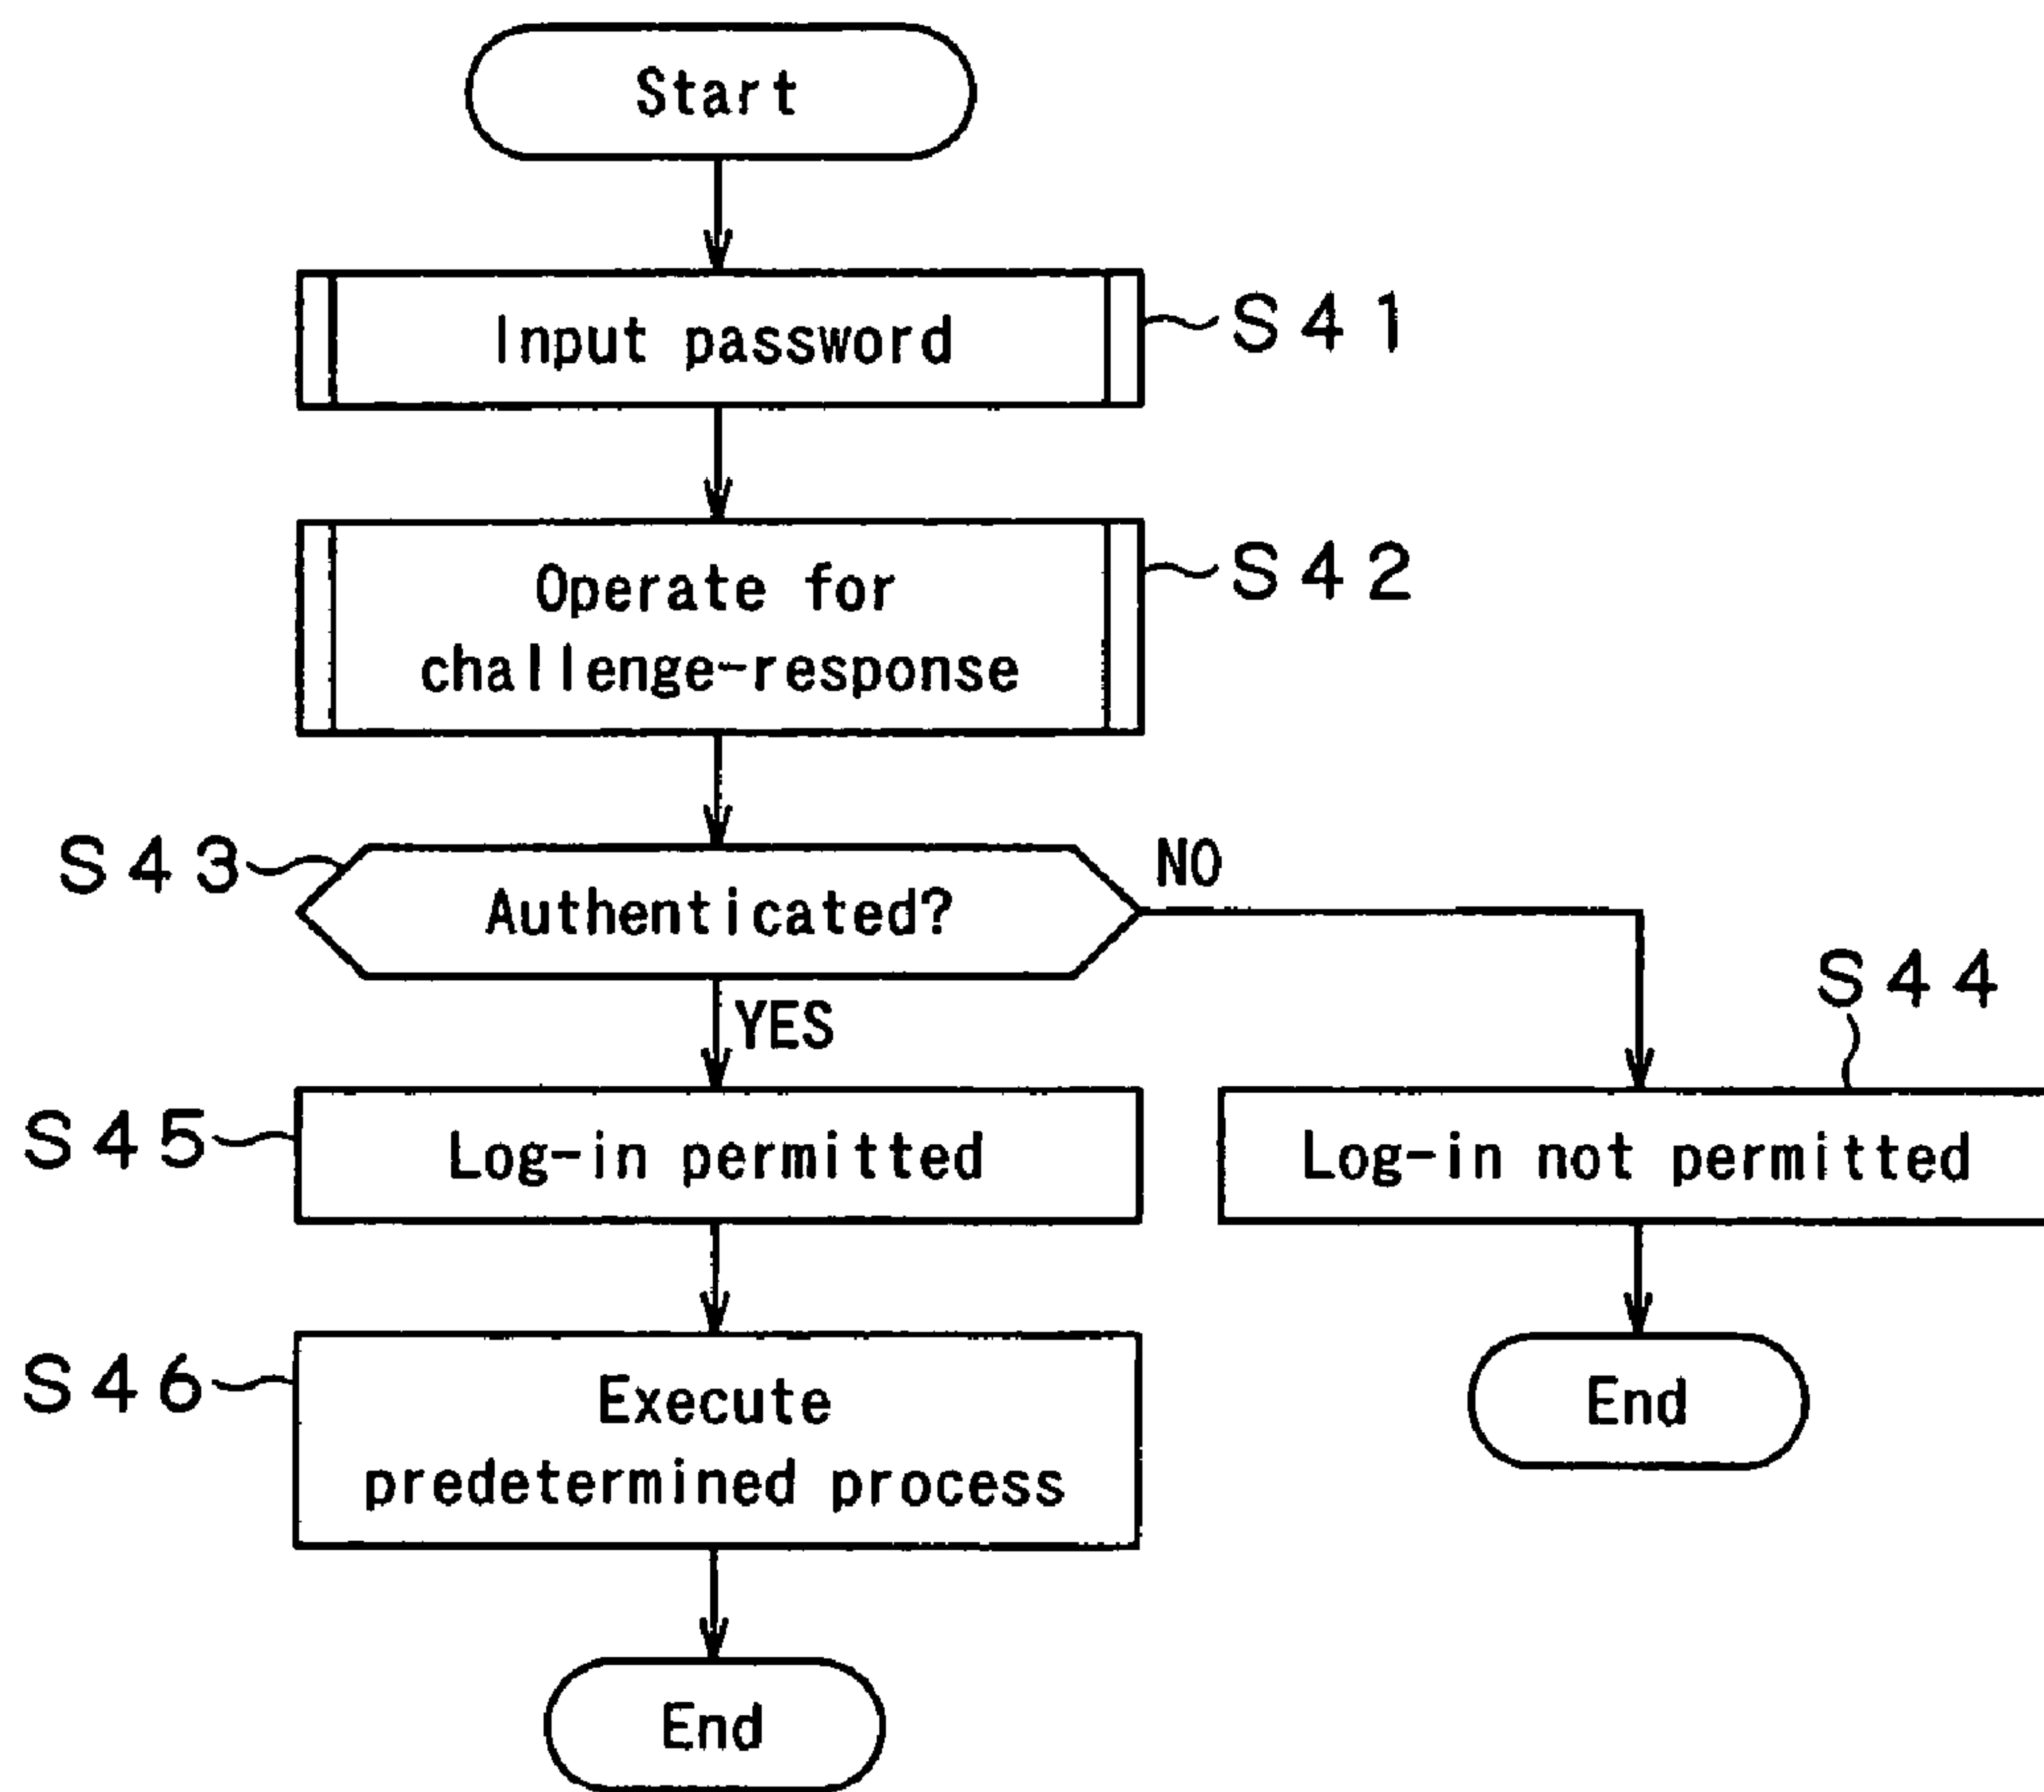 Start
Input password
S41
Operate for
challenge-response
S42
S43
Authenticated?
NO
YES
S44
S45
Log-in permitted
Log-in not permitted
S46
Execute
predetermined process
End
End